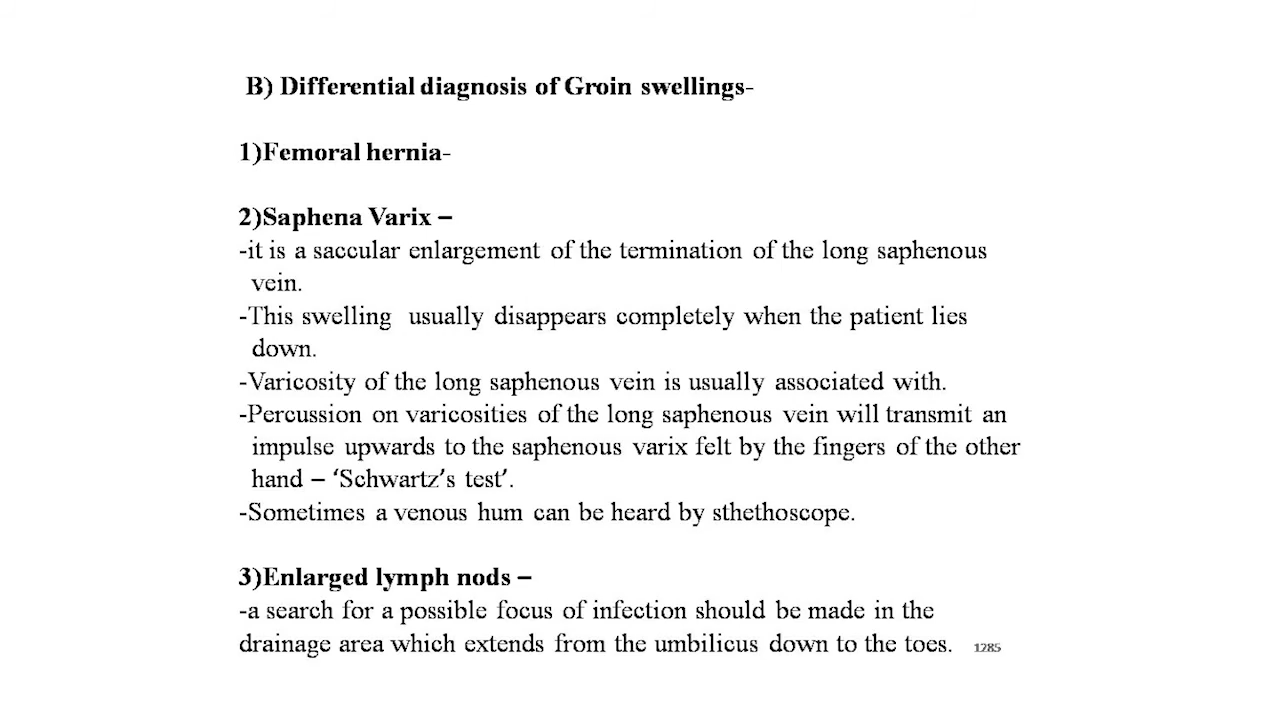 B) Differential diagnosis of Groin swellings-
1)Femoral hernia-
2)Saphena Varix –
-it is a saccular enlargement of the termination of the long saphenous
vein.
-This swelling usually disappears completely when the patient lies
down.
-Varicosity of the long saphenous vein is usually associated with.
-Percussion on varicosities of the long saphenous vein will transmit an
impulse upwards to the saphenous varix felt by the fingers of the other
hand – ‘Schwartz’s test’.
-Sometimes a venous hum can be heard by sthethoscope.
3)Enlarged lymph nods –
-a search for a possible focus of infection should be made in the
drainage area which extends from the umbilicus down to the toes. 1285